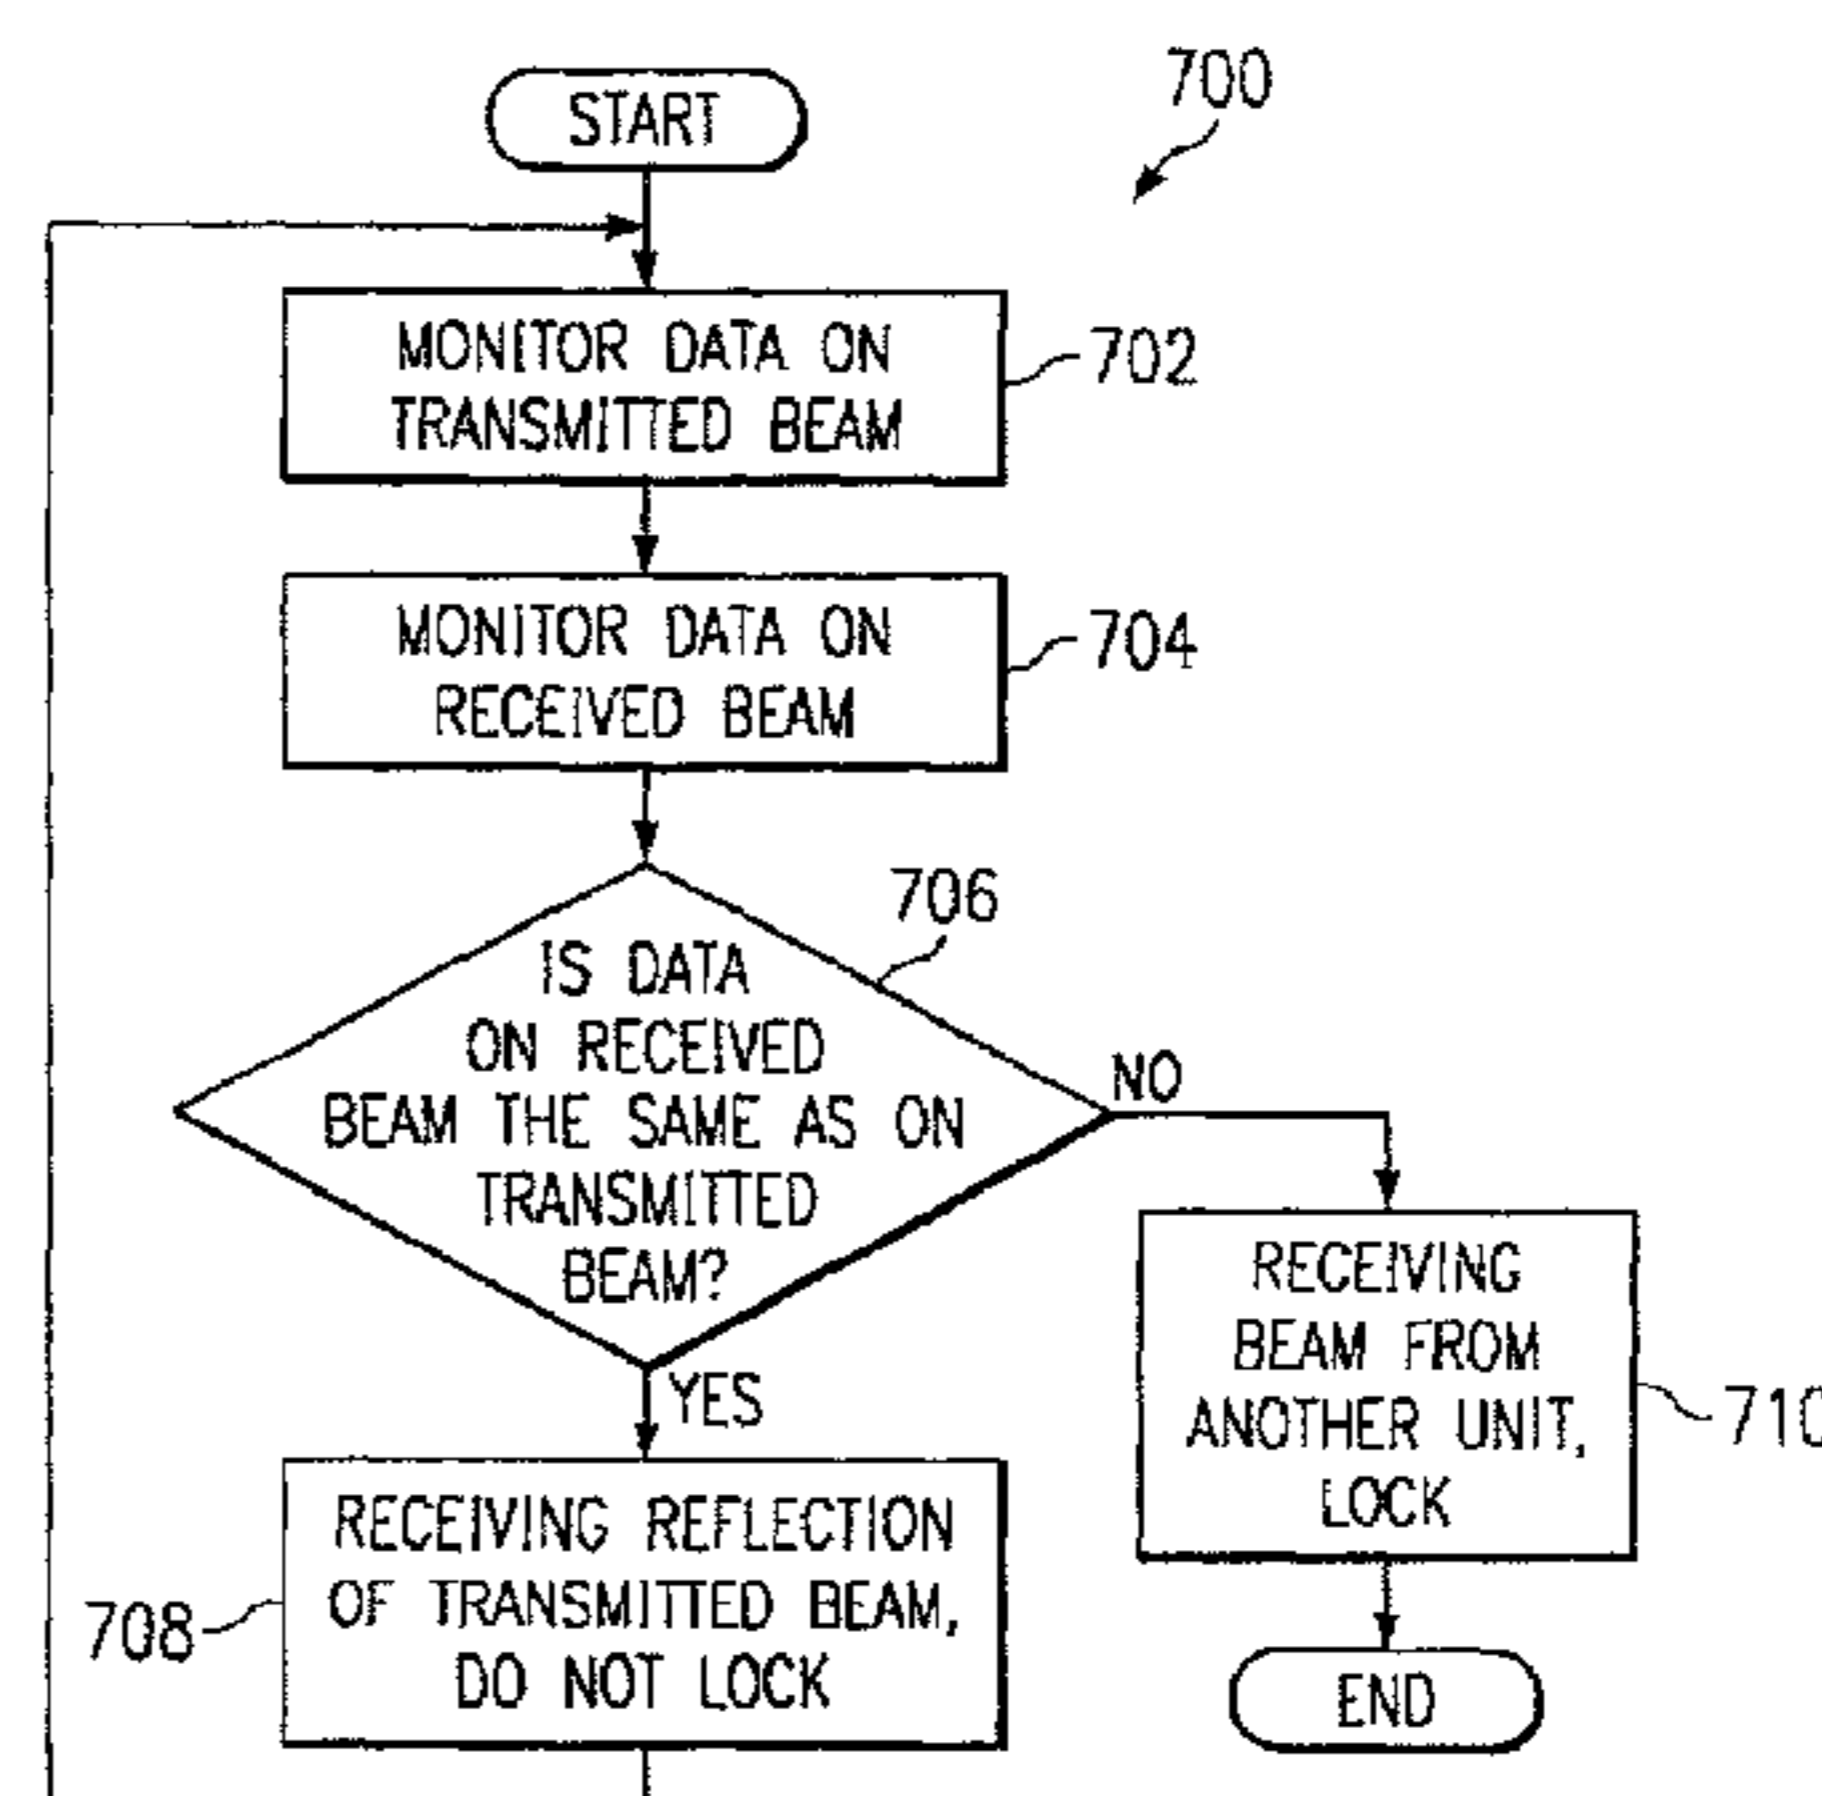 START
700
MONITOR DATA ON
TRANSMITTED BEAM
702
MONITOR DATA ON
RECEIVED BEAM
704
706
IS DATA
ON RECEIVED
BEAM THE SAME AS ON
TRANSMITTED
BEAM?
NO
YES
RECEIVING
BEAM FROM
ANOTHER UNIT,
LOCK
710
RECEIVING REFLECTION
OF TRANSMITTED BEAM,
DO NOT LOCK
708
END